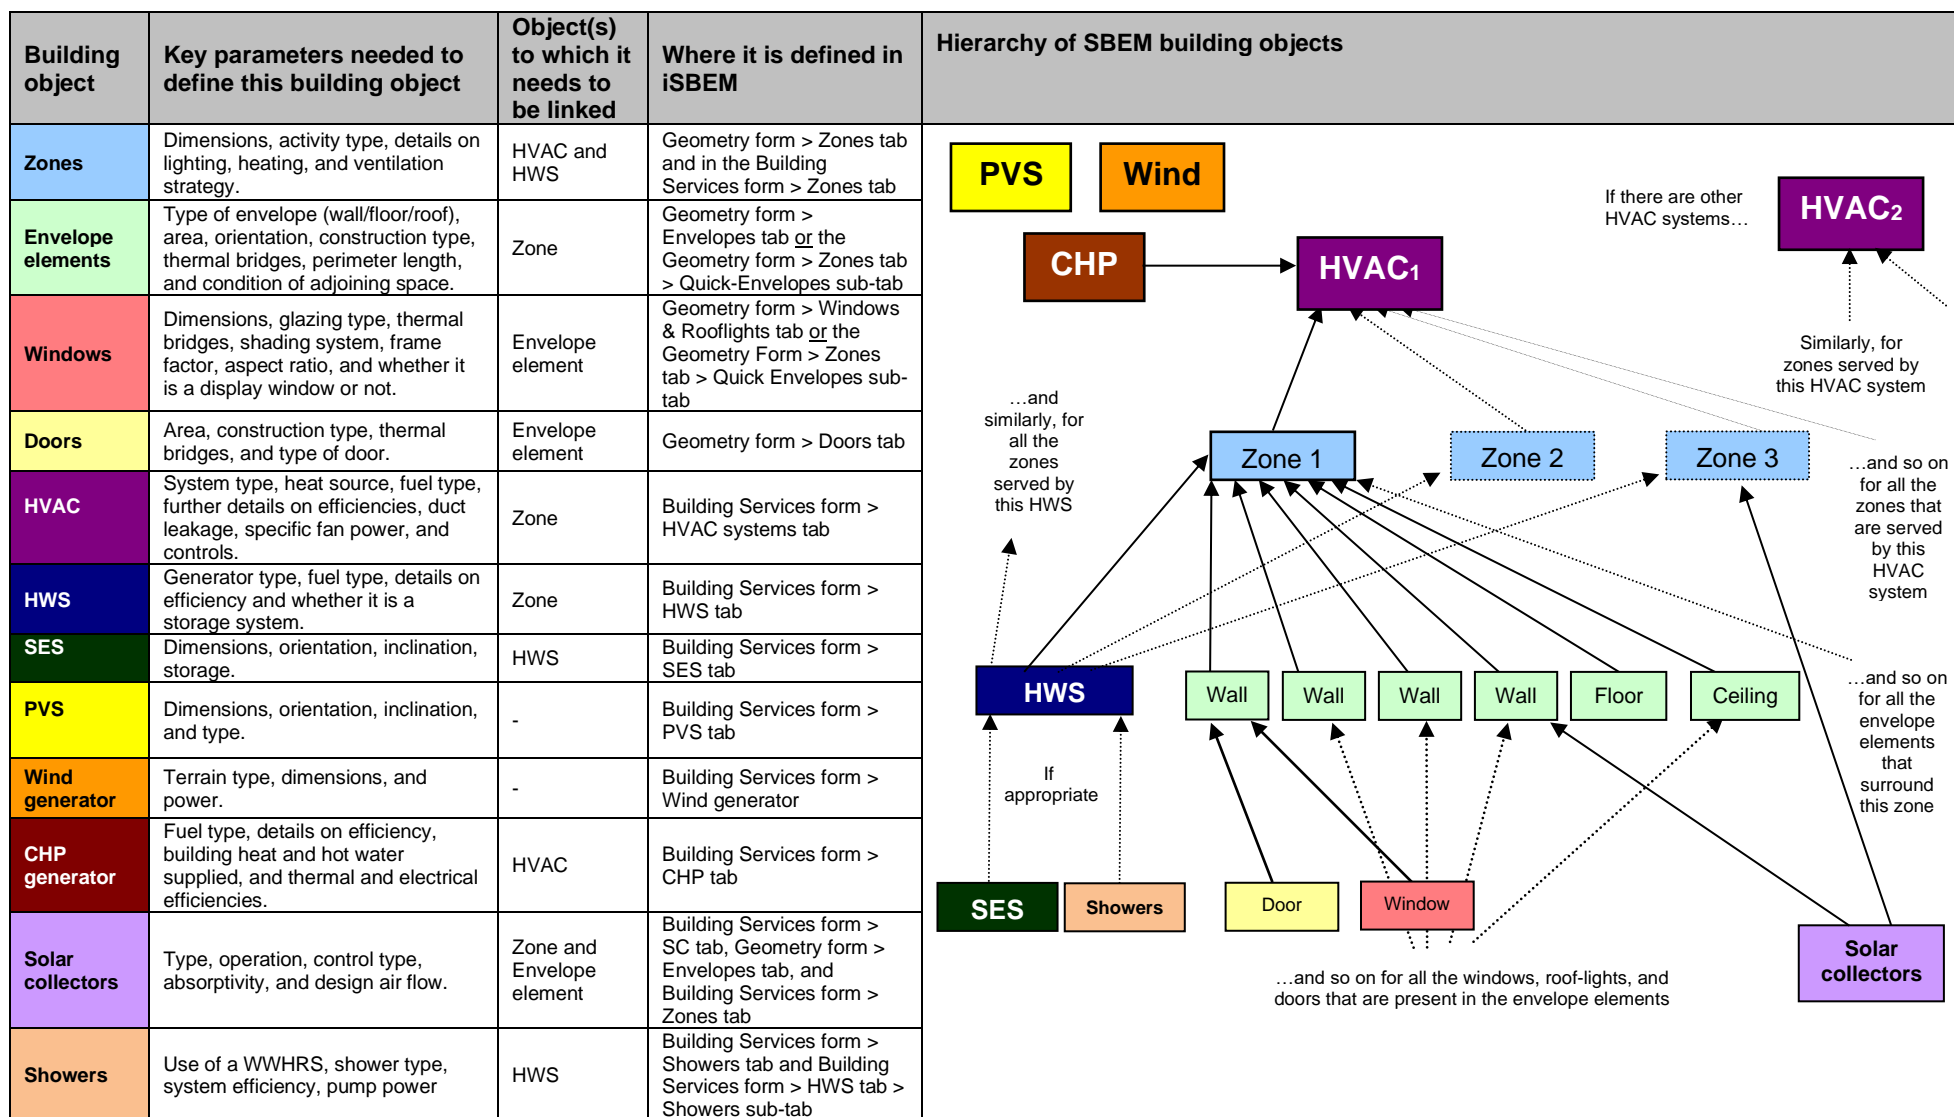 Building
object
Key parameters needed to
define this building object
Object(s)
to which it
needs to
be linked
Where it is defined in
iSBEM
Hierarchy of SBEM building objects
Zones
Dimensions, activity type, details on
lighting, heating, and ventilation
strategy.
HVAC and
HWS
Geometry form > Zones tab
and in the Building
Services form > Zones tab
Envelope
elements
Type of envelope (wall/floor/roof),
area, orientation, construction type,
thermal bridges, perimeter length,
and condition of adjoining space.
Zone
Geometry form >
Envelopes tab or the
Geometry form > Zones tab
> Quick-Envelopes sub-tab
Windows
Dimensions, glazing type, thermal
bridges, shading system, frame
factor, aspect ratio, and whether it
is a display window or not.
Envelope
element
Geometry form > Windows
& Rooflights tab or the
Geometry Form > Zones
tab > Quick Envelopes sub-
tab
Doors
Area, construction type, thermal
bridges, and type of door.
Envelope
element
Geometry form > Doors tab
HVAC
System type, heat source, fuel type,
further details on efficiencies, duct
leakage, specific fan power, and
controls.
Zone
Building Services form >
HVAC systems tab
HWS
Generator type, fuel type, details on
efficiency and whether it is a
storage system.
Zone
Building Services form >
HWS tab
SES
Dimensions, orientation, inclination,
storage.
HWS
Building Services form >
SES tab
PVS
Dimensions, orientation, inclination,
and type.
-
Building Services form >
PVS tab
Wind
generator
Terrain type, dimensions, and
power.
-
Building Services form >
Wind generator
CHP
generator
Fuel type, details on efficiency,
building heat and hot water
supplied, and thermal and electrical
efficiencies.
HVAC
Building Services form >
CHP tab
Solar
collectors
Type, operation, control type,
absorptivity, and design air flow.
Zone and
Envelope
element
Building Services form >
SC tab, Geometry form >
Envelopes tab, and
Building Services form >
Zones tab
Showers
Use of a WWHRS, shower type,
system efficiency, pump power
HWS
Building Services form >
Showers tab and Building
Services form > HWS tab >
Showers sub-tab
PVS
Wind
If there are other
HVAC systems…
HVAC2
CHP
HVAC1
Similarly, for
zones served by
this HVAC system
…and
similarly, for
all the
zones
served by
this HWS
Zone 1
Zone 2
Zone 3
…and so on
for all the
zones that
are served
by this
HVAC
system
HWS
Wall
Wall
Wall
Wall
Floor
Ceiling
…and so on
for all the
envelope
elements
that
surround
this zone
If
appropriate
SES
Showers
Door
Window
Solar
collectors
…and so on for all the windows, roof-lights, and
doors that are present in the envelope elements